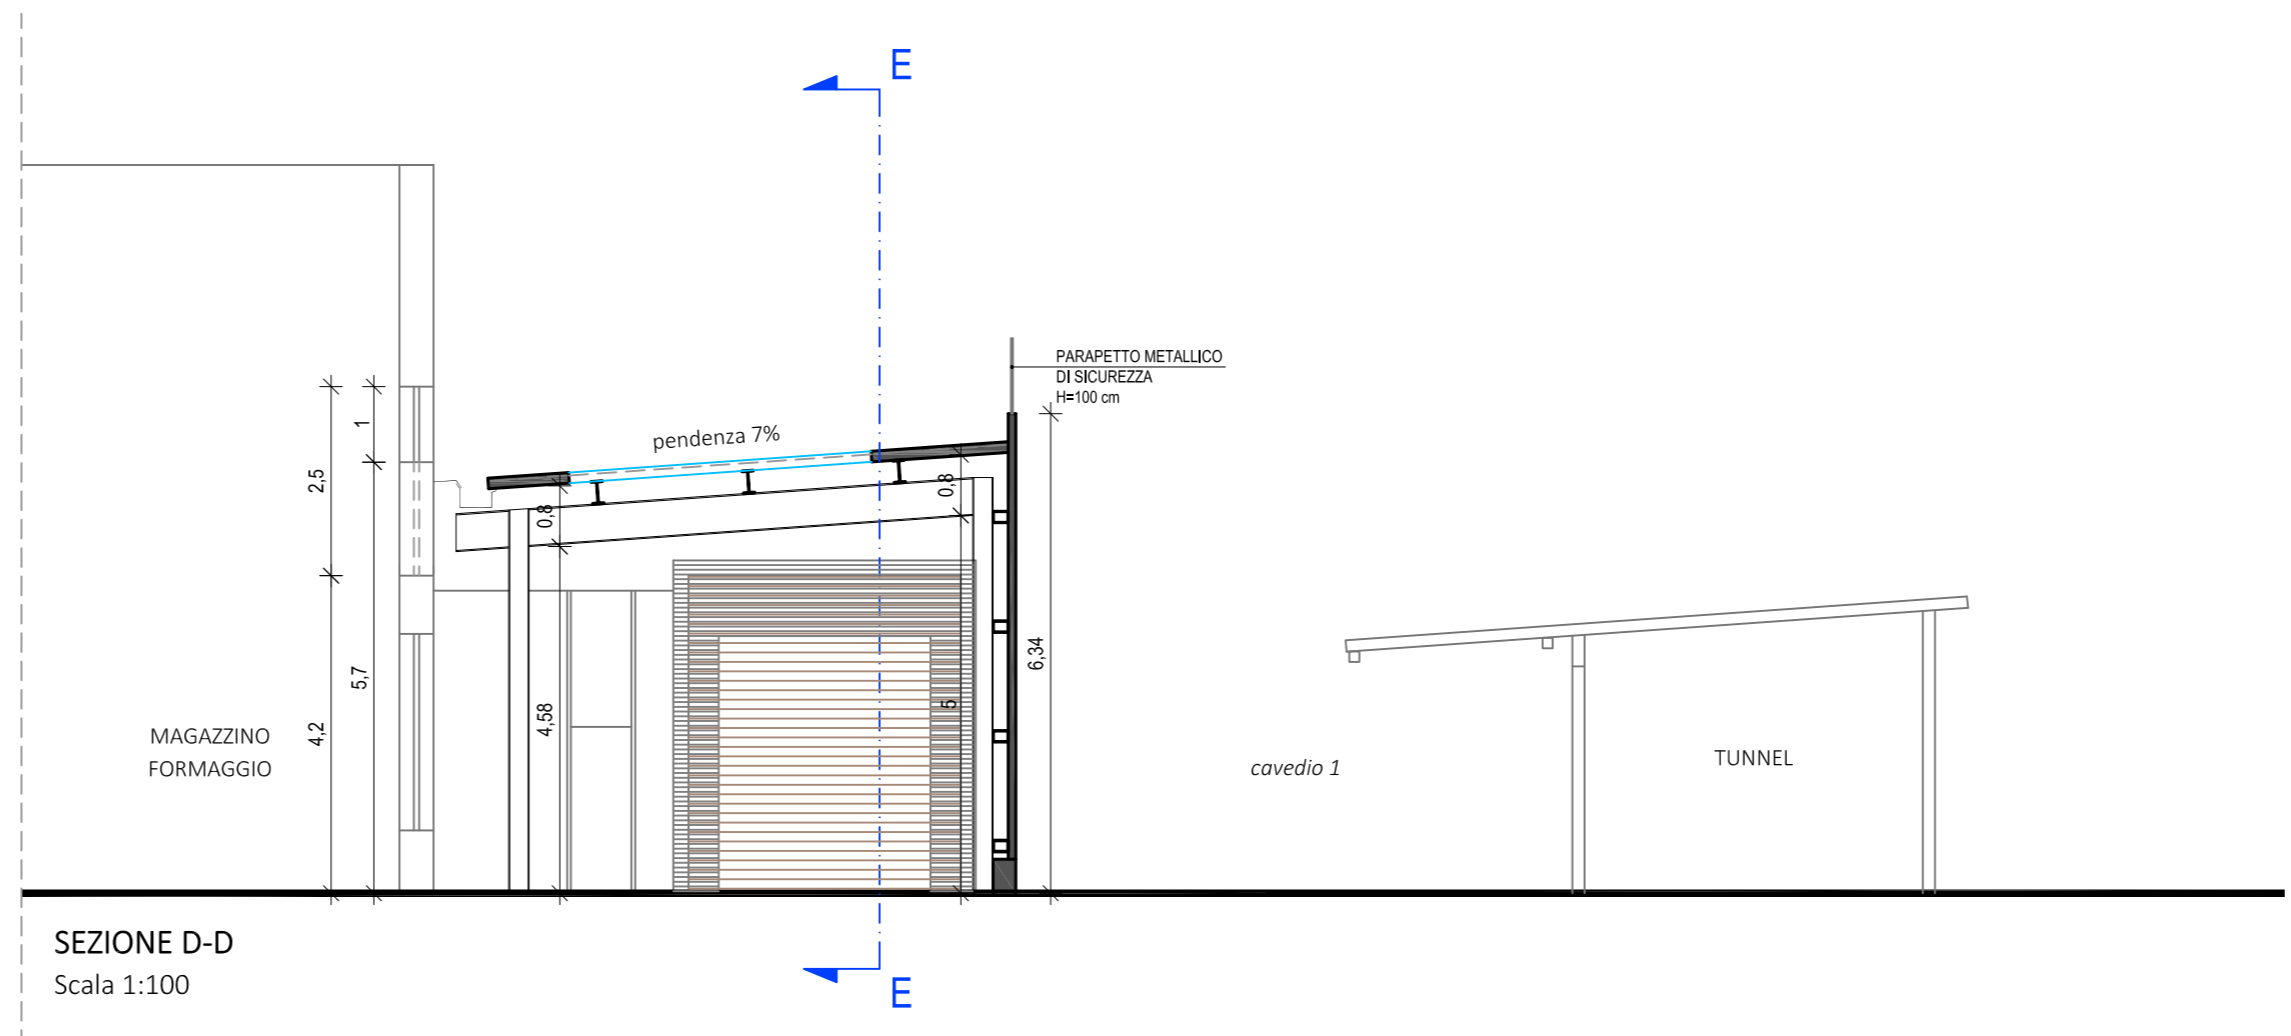 E
PARAPETTO METALLICO
DI SICUREZZA
H=100 cm
pendenza 7%
1
2,5
0,8
0,8
5,7
4,2
4,58
5
6,34
MAGAZZINO
FORMAGGIO
cavedio 1
TUNNEL
SEZIONE D-D
Scala 1:100
E